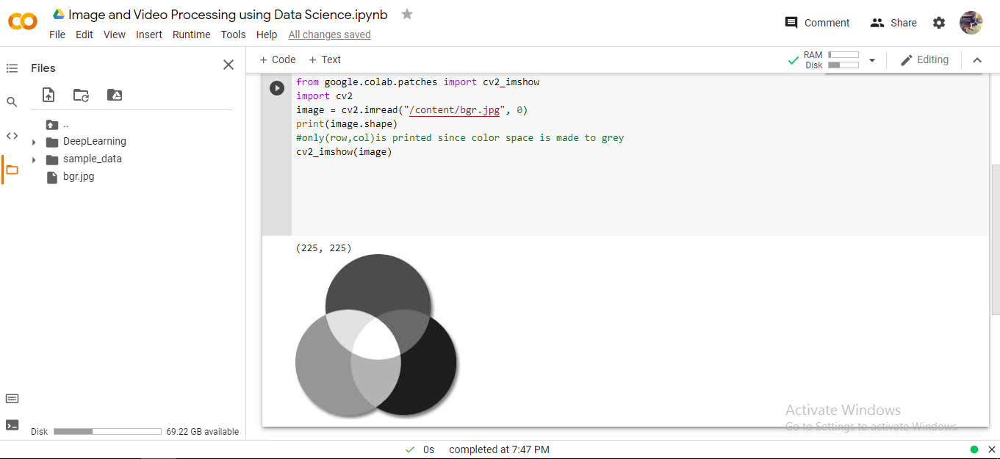 Image and Video Processing using Data Science.ipynb
File Edit View Insert Runtime Tools Help All changes saved
Comment Share
Files
+ Code + Text
RAM
Disk
Editing
..
DeepLearning
sample_data
bgr.jpg
from google.colab.patches import cv2_imshow
import cv2
image = cv2.imread("/content/bgr.jpg", 0)
print(image.shape)
#only(row,col)is printed since color space is made to grey
cv2_imshow(image)
(225, 225)
Activate Windows
Go to Settings to activate Windows.
Disk 69.22 GB available
0s completed at 7:47 PM